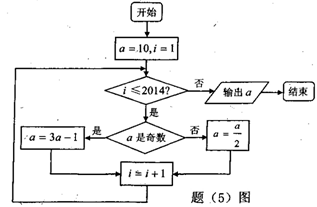 开始
a = 10, i = 1
i ≤ 2014?
否
输出 a
结束
是
是
a 是奇数
否
a = 3a - 1
a = a/2
i = i + 1
题（5）图